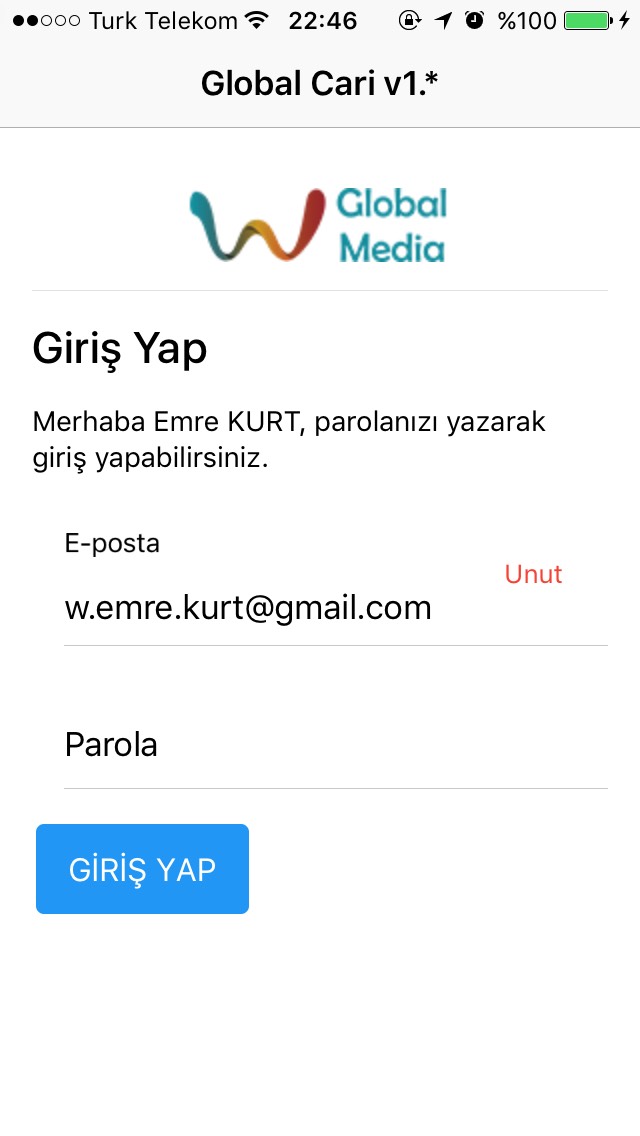 Turk Telekom 22:46 %100
Global Cari v1.*
Global
Media
Giriş Yap
Merhaba Emre KURT, parolanızı yazarak
giriş yapabilirsiniz.
E-posta
Unut
w.emre.kurt@gmail.com
Parola
GİRİŞ YAP